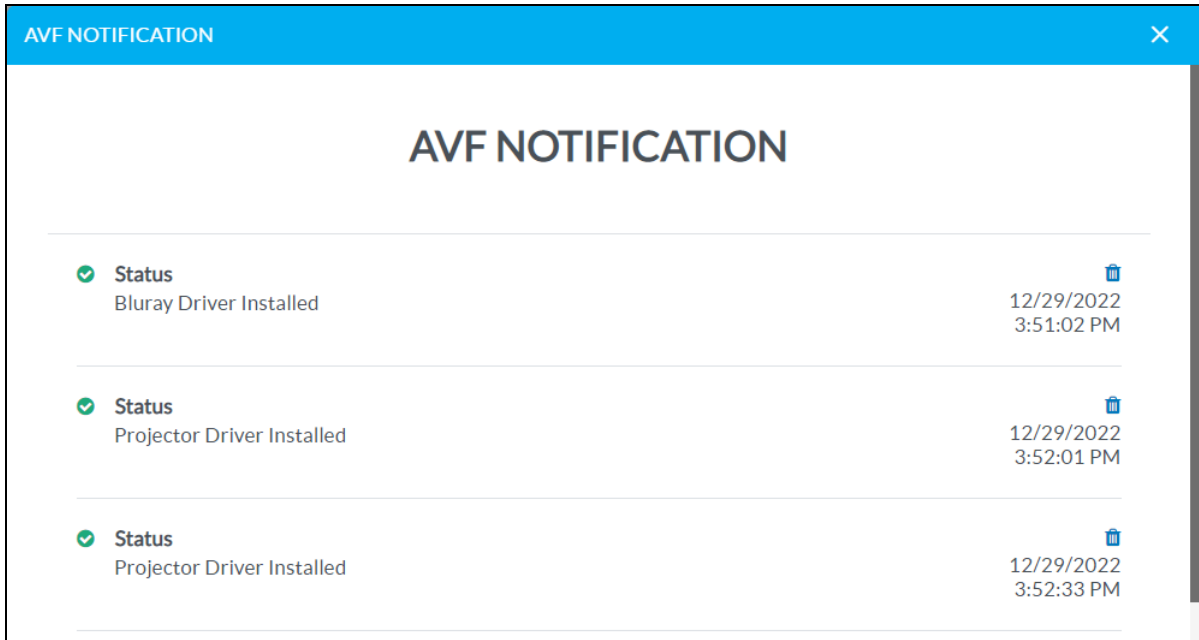 AVF NOTIFICATION
AVF NOTIFICATION
Status
Bluray Driver Installed
12/29/2022
3:51:02 PM
Status
Projector Driver Installed
12/29/2022
3:52:01 PM
Status
Projector Driver Installed
12/29/2022
3:52:33 PM